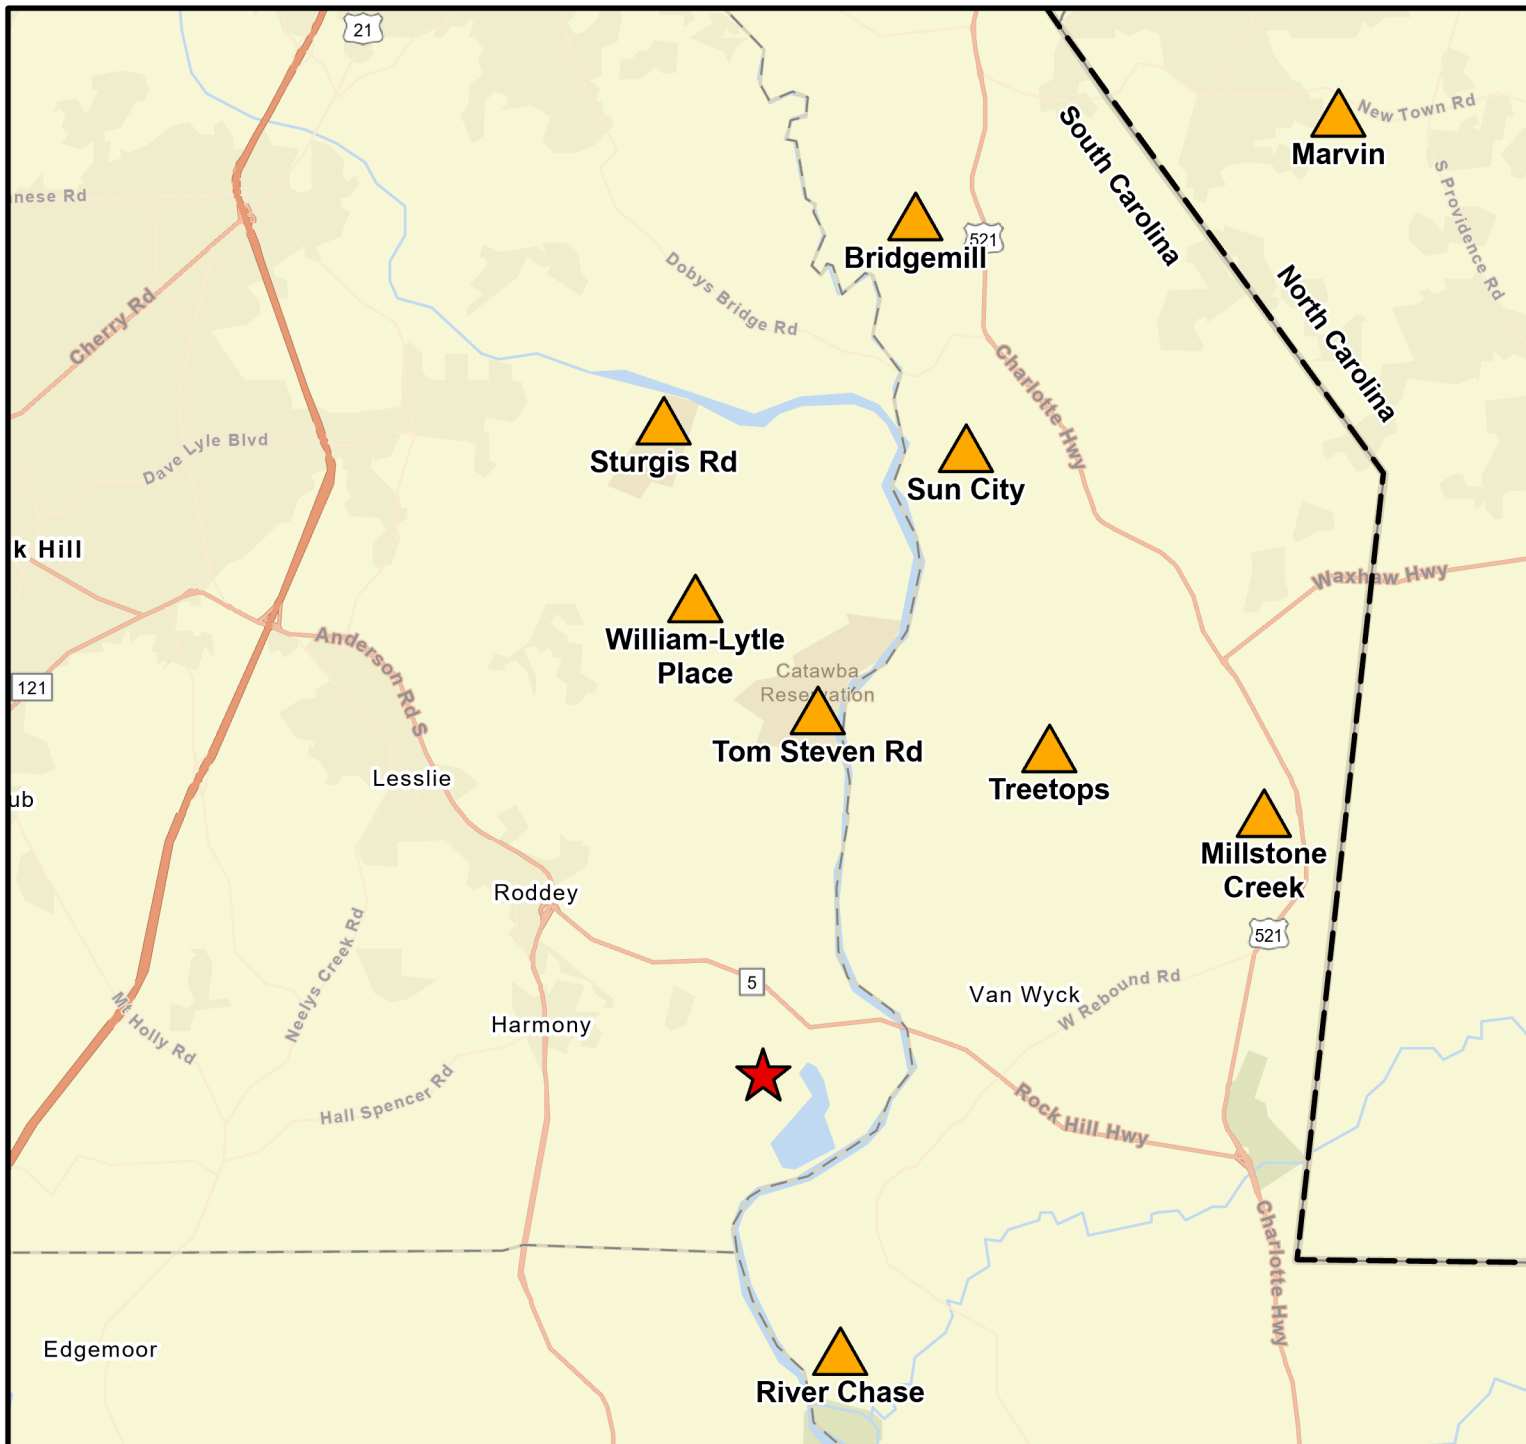 21
New Town Rd
Marvin
South Carolina
S Providence Rd
nese Rd
521
Bridgemill
North Carolina
Dobys Bridge Rd
Cherry Rd
Charlotte Hwy
Dave Lyle Blvd
Sturgis Rd
Sun City
k Hill
Waxhaw Hwy
Anderson Rd S
William-Lytle
Place
Catawba
Reservation
121
Tom Steven Rd
Lesslie
Treetops
ub
Millstone
Creek
Roddey
521
Neelys Creek Rd
5
Van Wyck
W Rebound Rd
Mt Holly Rd
Harmony
Hall Spencer Rd
Rock Hill Hwy
Charlotte Hwy
Edgemoor
River Chase